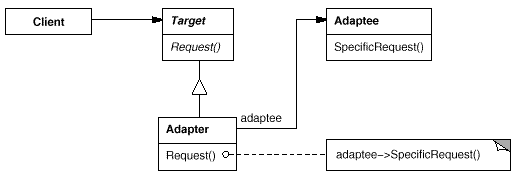 Client
Target
Request()
Adaptee
SpecificRequest()
adaptee
Adapter
Request()
adaptee->SpecificRequest()